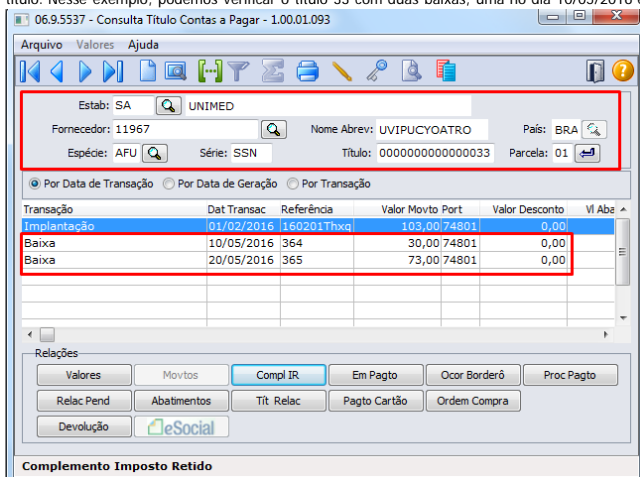 título. Nesse exemplo, podemos verificar o título 33 com duas baixas, uma no dia 10/05/2016 e
06.9.5537 - Consulta Título Contas a Pagar - 1.00.01.093
Arquivo Valores Ajuda
Estab: SA UNIMED
Fornecedor: 11967 Nome Abrev: UVIPUCYOATRO País: BRA
Espécie: AFU Série: SSN Título: 0000000000000033 Parcela: 01
Por Data de Transação Por Data de Geração Por Transação
Transação Dat Transac Referência Valor Movto Port Valor Desconto Vl Aba
Implantação 01/02/2016 160201Thxq 103,00 74801 0,00
Baixa 10/05/2016 364 30,00 74801 0,00
Baixa 20/05/2016 365 73,00 74801 0,00
Relações
Valores Movtos Compl IR Em Pagto Ocor Borderô Proc Pagto
Relac Pend Abatimentos Tít Relac Pagto Cartão Ordem Compra
Devolução eSocial
Complemento Imposto Retido